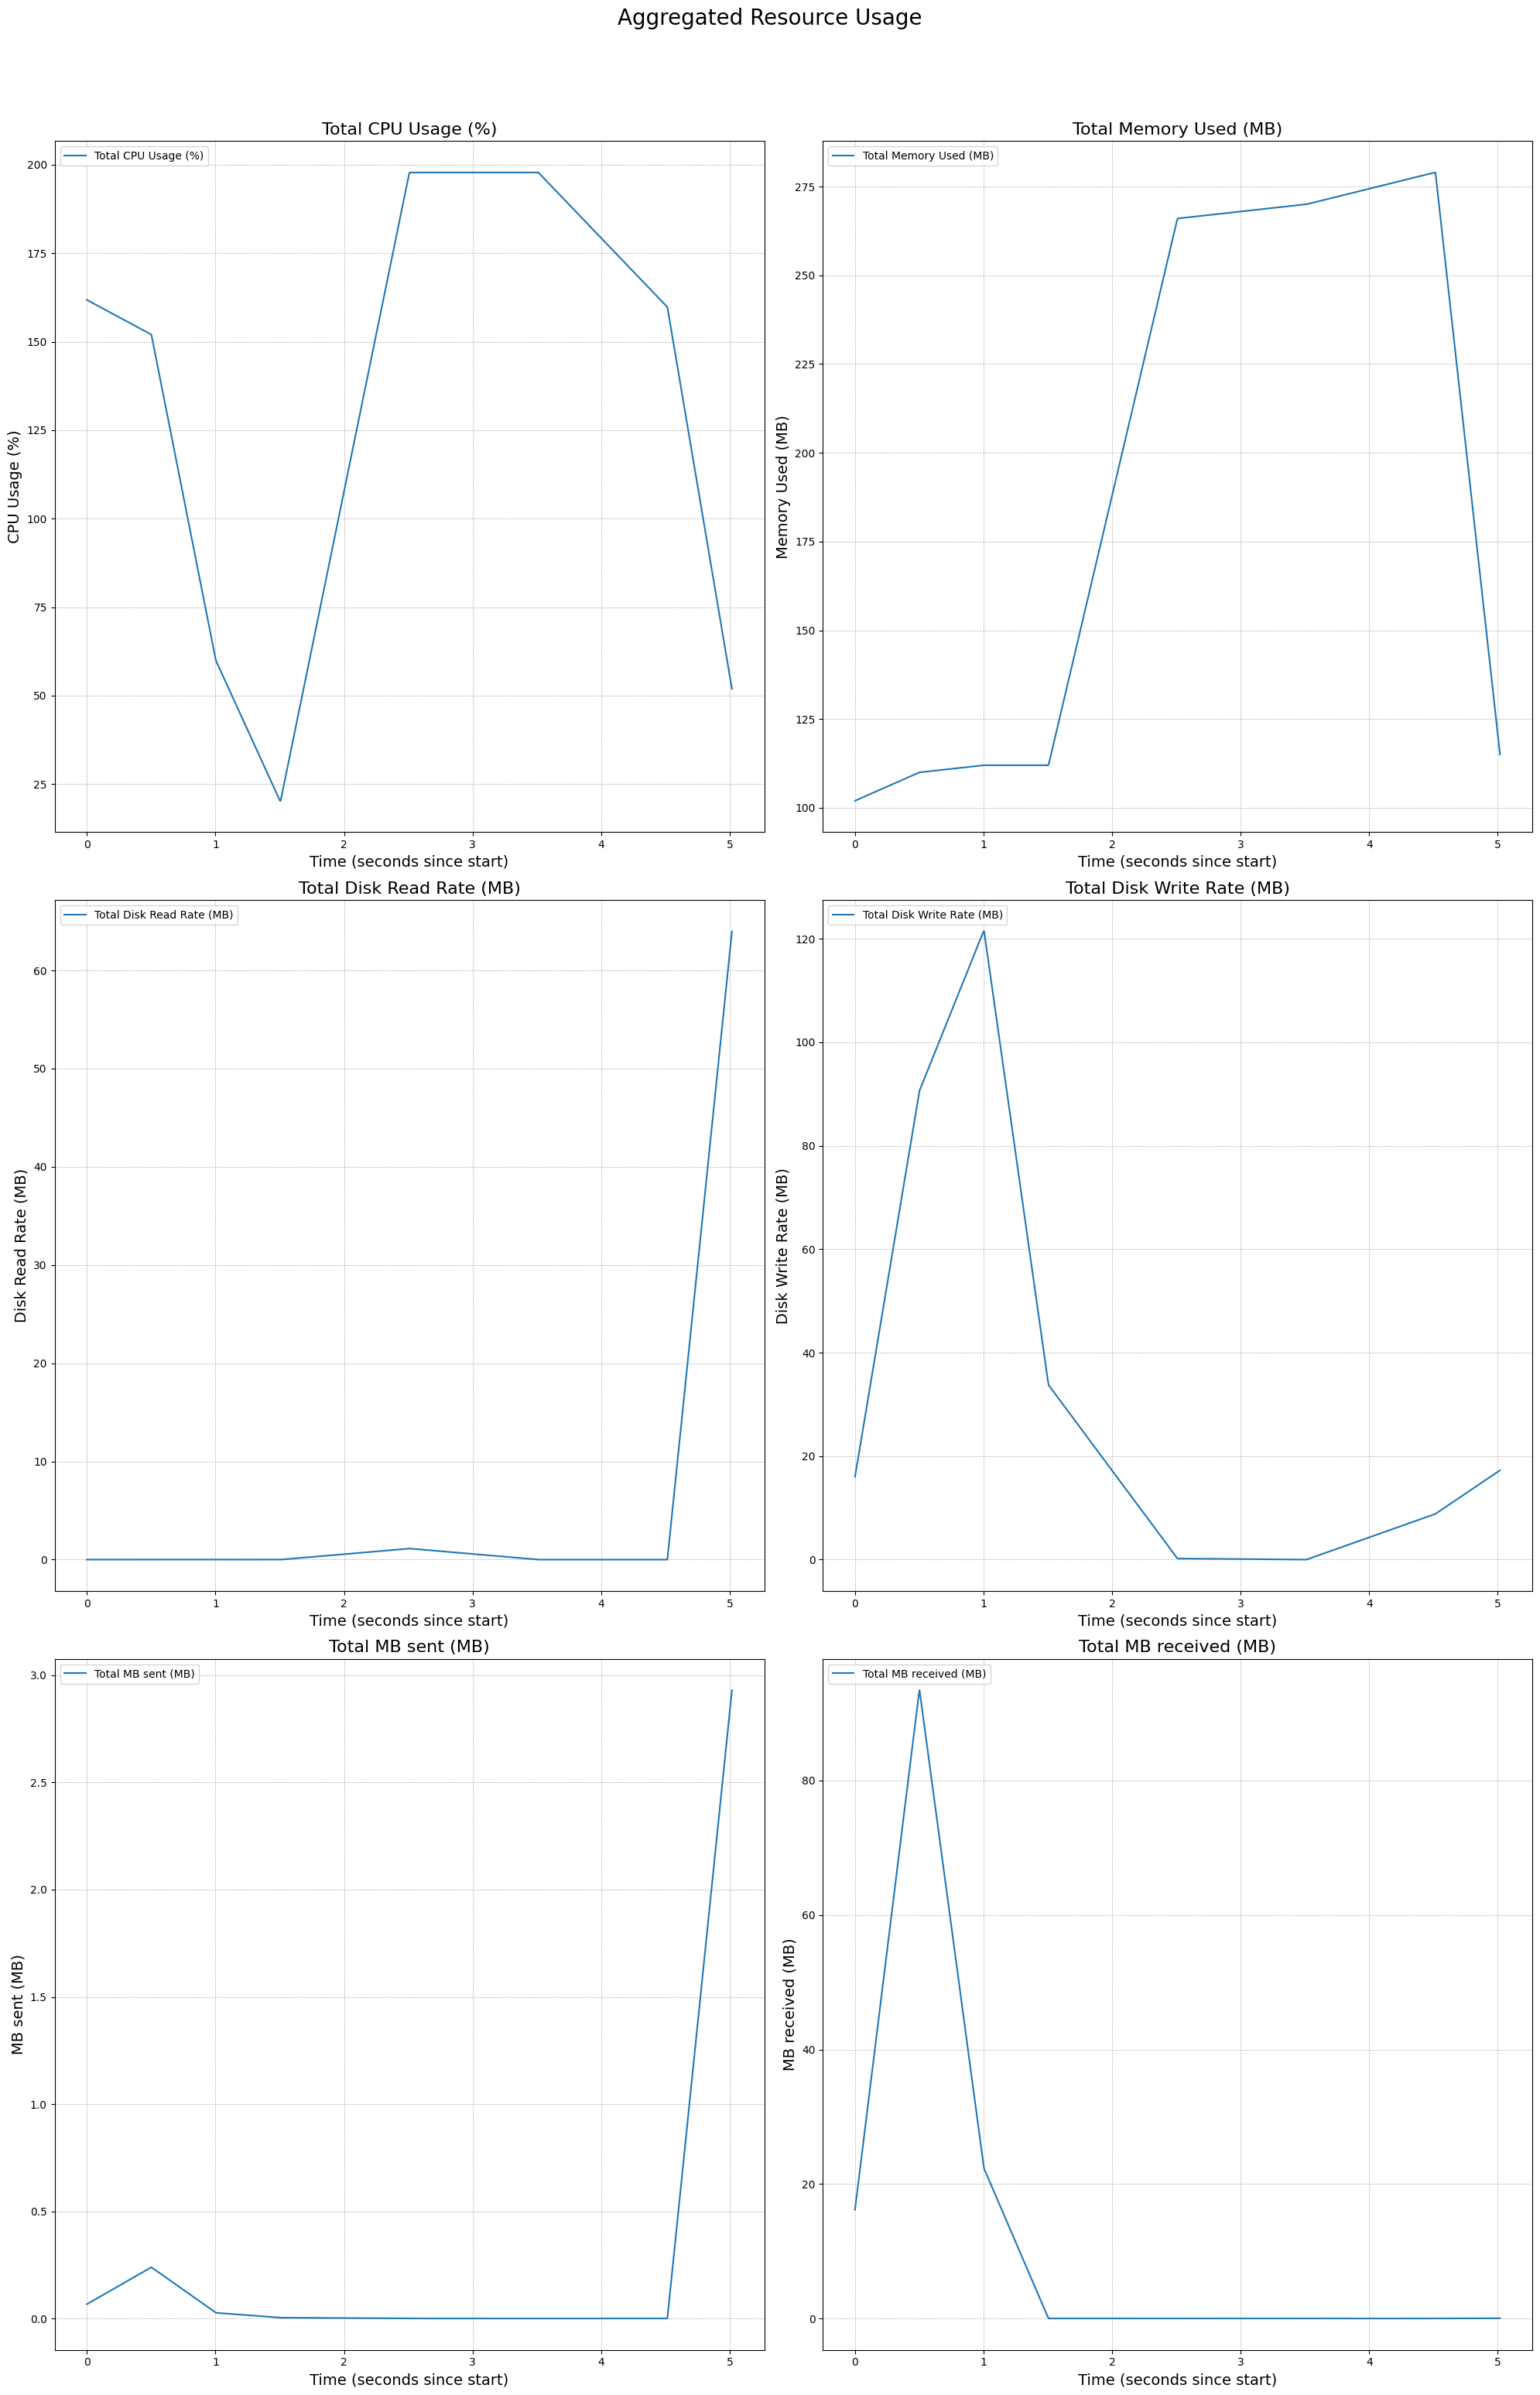 Aggregated Resource Usage
Total CPU Usage (%)
Total CPU Usage (%)
200
175
150
125
100
75
50
25
CPU Usage (%)
0 1 2 3 4 5
Time (seconds since start)
Total Memory Used (MB)
Total Memory Used (MB)
275
250
225
200
175
150
125
100
Memory Used (MB)
0 1 2 3 4 5
Time (seconds since start)
Total Disk Read Rate (MB)
Total Disk Read Rate (MB)
60
50
40
30
20
10
0
Disk Read Rate (MB)
0 1 2 3 4 5
Time (seconds since start)
Total Disk Write Rate (MB)
Total Disk Write Rate (MB)
120
100
80
60
40
20
0
Disk Write Rate (MB)
0 1 2 3 4 5
Time (seconds since start)
Total MB sent (MB)
Total MB sent (MB)
3.0
2.5
2.0
1.5
1.0
0.5
0.0
MB sent (MB)
0 1 2 3 4 5
Time (seconds since start)
Total MB received (MB)
Total MB received (MB)
80
60
40
20
0
MB received (MB)
0 1 2 3 4 5
Time (seconds since start)